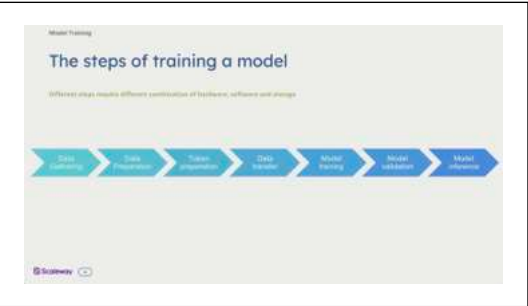 Model Training
The steps of training a model
Different steps require different combination of hardware, software and storage
Data
Gathering
Data
Preparation
Token
preparation
Data
transfer
Model
training
Model
validation
Model
inference
Scaleway